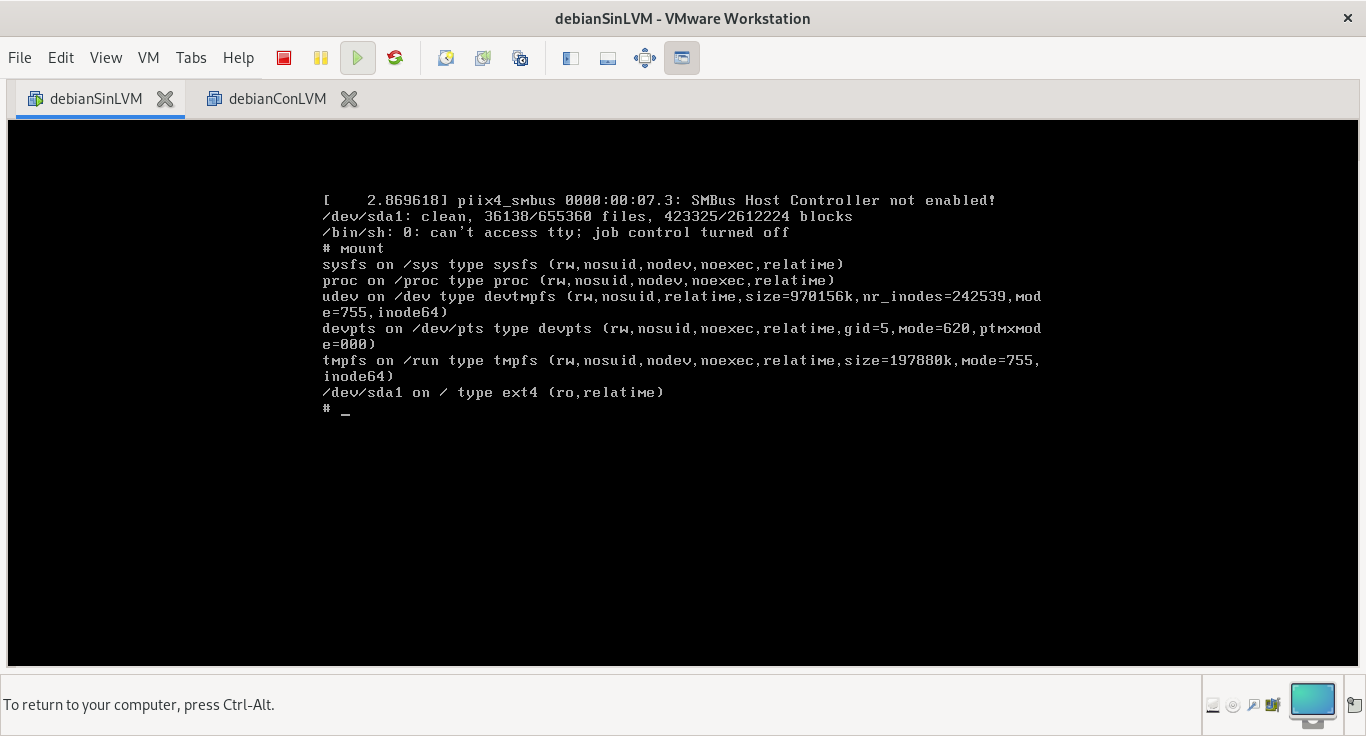 debianSinLVM - VMware Workstation
File Edit View VM Tabs Help
debianSinLVM debianConLVM
[    2.869618] piix4_smbus 0000:00:07.3: SMBus Host Controller not enabled!
/dev/sda1: clean, 36138/655360 files, 423325/2612224 blocks
/bin/sh: 0: can't access tty; job control turned off
# mount
sysfs on /sys type sysfs (rw,nosuid,nodev,noexec,relatime)
proc on /proc type proc (rw,nosuid,nodev,noexec,relatime)
udev on /dev type devtmpfs (rw,nosuid,relatime,size=970156k,nr_inodes=242539,mod
e=755,inode64)
devpts on /dev/pts type devpts (rw,nosuid,noexec,relatime,gid=5,mode=620,ptmxmod
e=000)
tmpfs on /run type tmpfs (rw,nosuid,nodev,noexec,relatime,size=197880k,mode=755,
inode64)
/dev/sda1 on / type ext4 (ro,relatime)
# _
To return to your computer, press Ctrl-Alt.